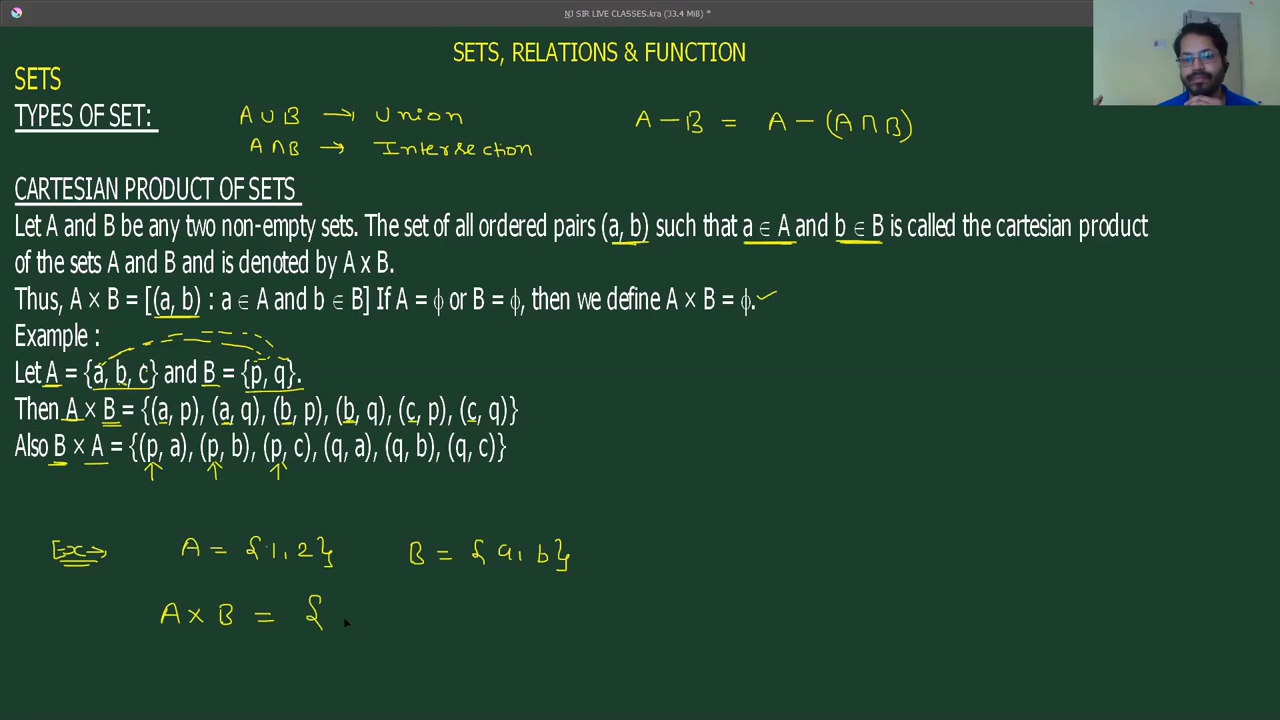 NJ SIR LIVE CLASSES.kra (33.4 MiB) *
SETS, RELATIONS & FUNCTION
SETS
TYPES OF SET:
A ∪ B → Union
A − B = A − (A ∩ B)
A ∩ B → Intersection
CARTESIAN PRODUCT OF SETS
Let A and B be any two non-empty sets. The set of all ordered pairs (a, b) such that a ∈ A and b ∈ B is called the cartesian product
of the sets A and B and is denoted by A x B.
Thus, A × B = [(a, b) : a ∈ A and b ∈ B] If A = ϕ or B = ϕ, then we define A × B = ϕ.
Example :
Let A = {a, b, c} and B = {p, q}.
Then A × B = {(a, p), (a, q), (b, p), (b, q), (c, p), (c, q)}
Also B × A = {(p, a), (p, b), (p, c), (q, a), (q, b), (q, c)}
Ex→ A = {1, 2} B = {a, b}
A × B = {